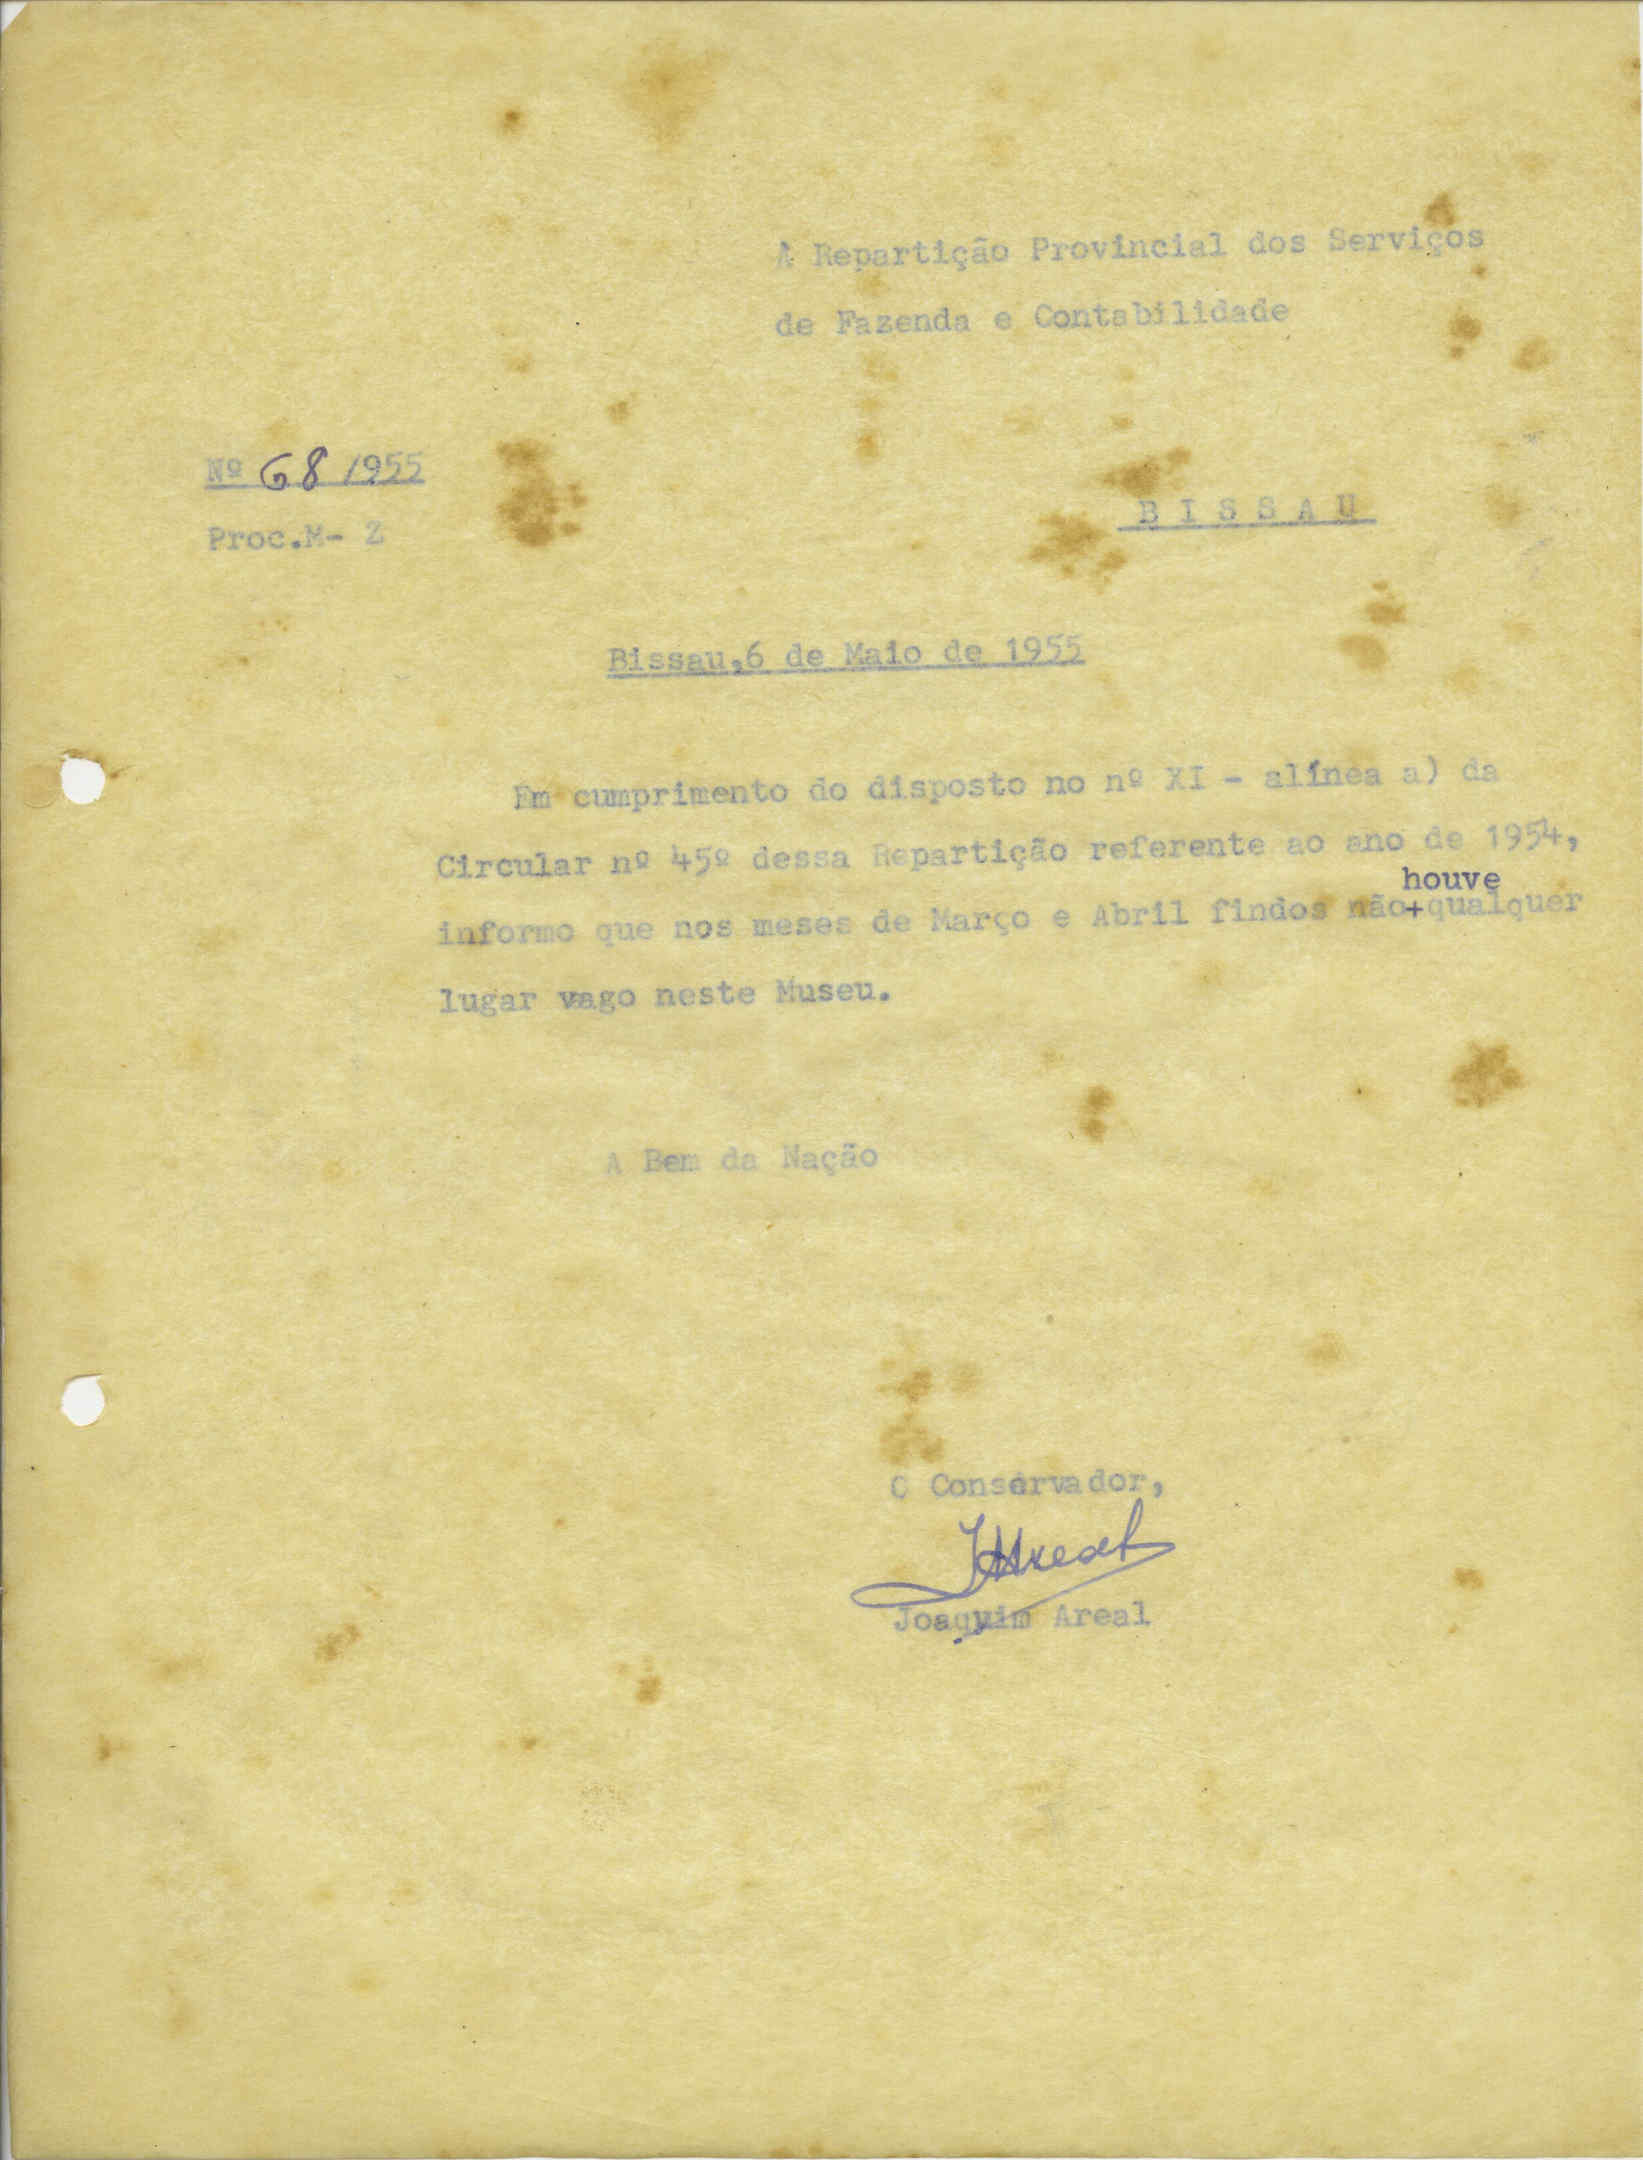 À Repartição Provincial dos Serviços
de Fazenda e Contabilidade
Nº 68/1955
Proc.M- Z
B I S S A U
Bissau,6 de Maio de 1955
Em cumprimento do disposto no nº XI - alínea a) da
Circular nº 45º dessa Repartição referente ao ano de 1954,
houve
informo que nos meses de Março e Abril findos não+qualquer
lugar vago neste Museu.
A Bem da Nação
O Conservador,
JAAreal
Joaquim Areal